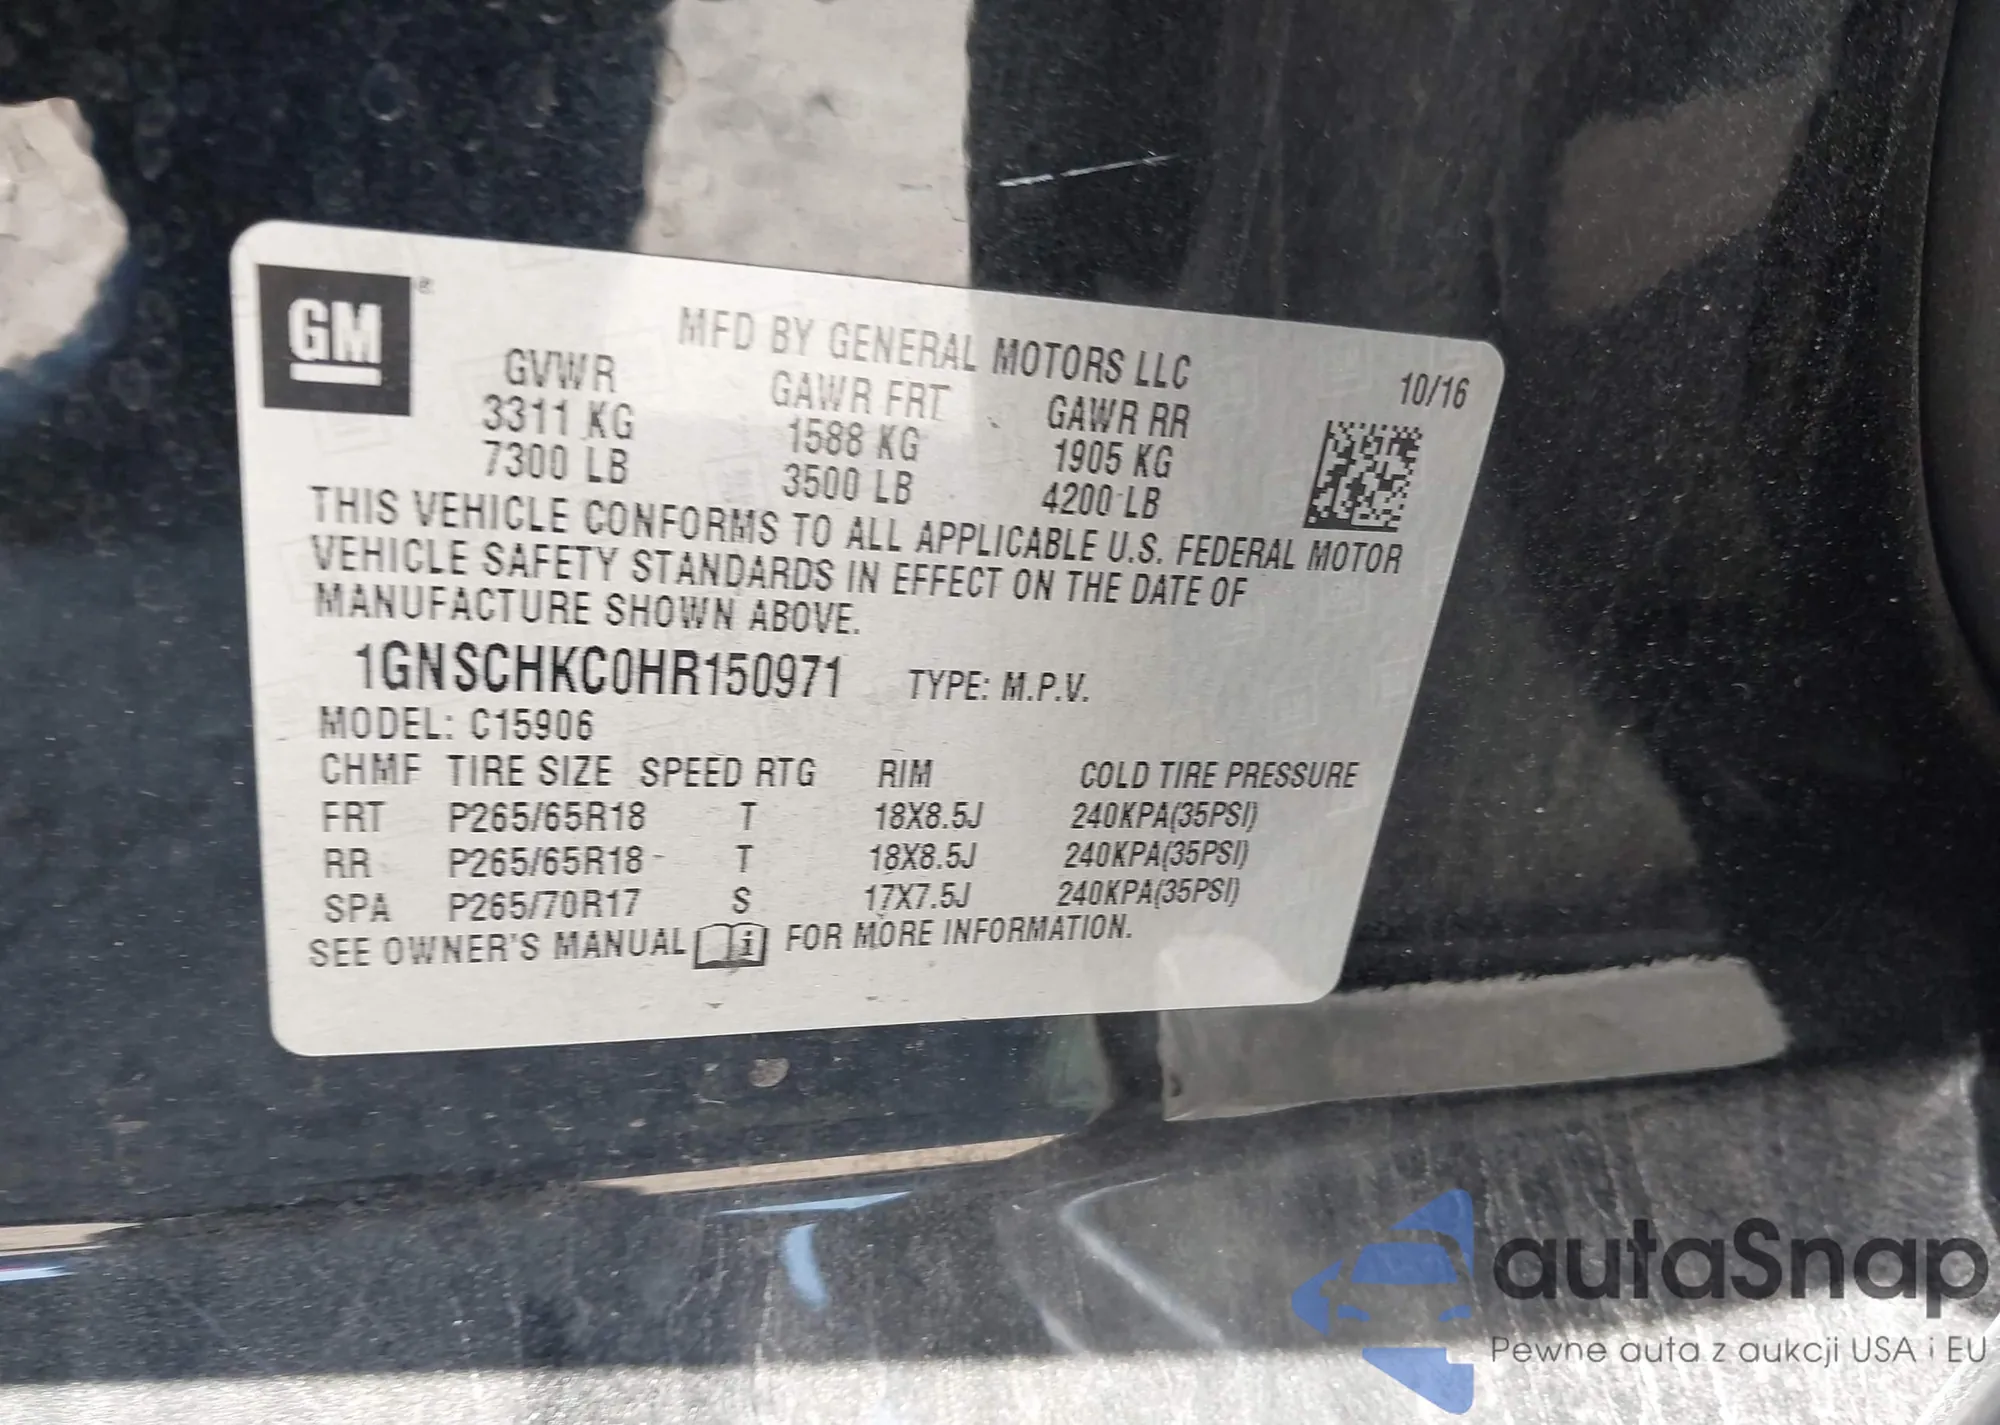 GM ®
MFD BY GENERAL MOTORS LLC
10/16
GVWR GAWR FRT GAWR RR
3311 KG 1588 KG 1905 KG
7300 LB 3500 LB 4200 LB
THIS VEHICLE CONFORMS TO ALL APPLICABLE U.S. FEDERAL MOTOR
VEHICLE SAFETY STANDARDS IN EFFECT ON THE DATE OF
MANUFACTURE SHOWN ABOVE.
1GNSCHKC0HR150971 TYPE: M.P.V.
MODEL: C15906
CHMF TIRE SIZE SPEED RTG RIM COLD TIRE PRESSURE
FRT P265/65R18 T 18X8.5J 240KPA(35PSI)
RR P265/65R18 T 18X8.5J 240KPA(35PSI)
SPA P265/70R17 S 17X7.5J 240KPA(35PSI)
SEE OWNER'S MANUAL i FOR MORE INFORMATION.
autaSnap
Pewne auta z aukcji USA i EU